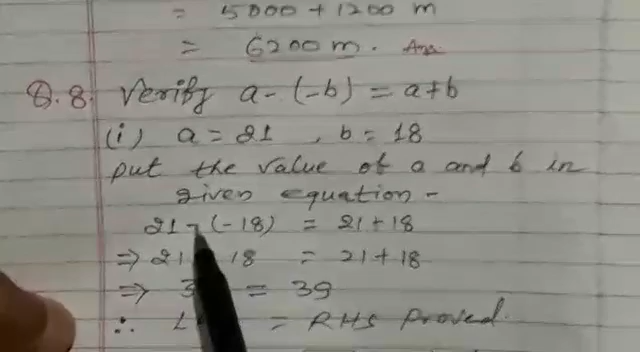 = 5000 + 1200 m
= 6200 m. Ans.
Q.8. Verify a-(-b) = a+b
(i) a = 21 , b = 18
put the value of a and b in
given equation -
21 - (-18) = 21 + 18
⇒ 21 18 = 21 + 18
⇒ 3 = 39
∴ L = RHS Proved.